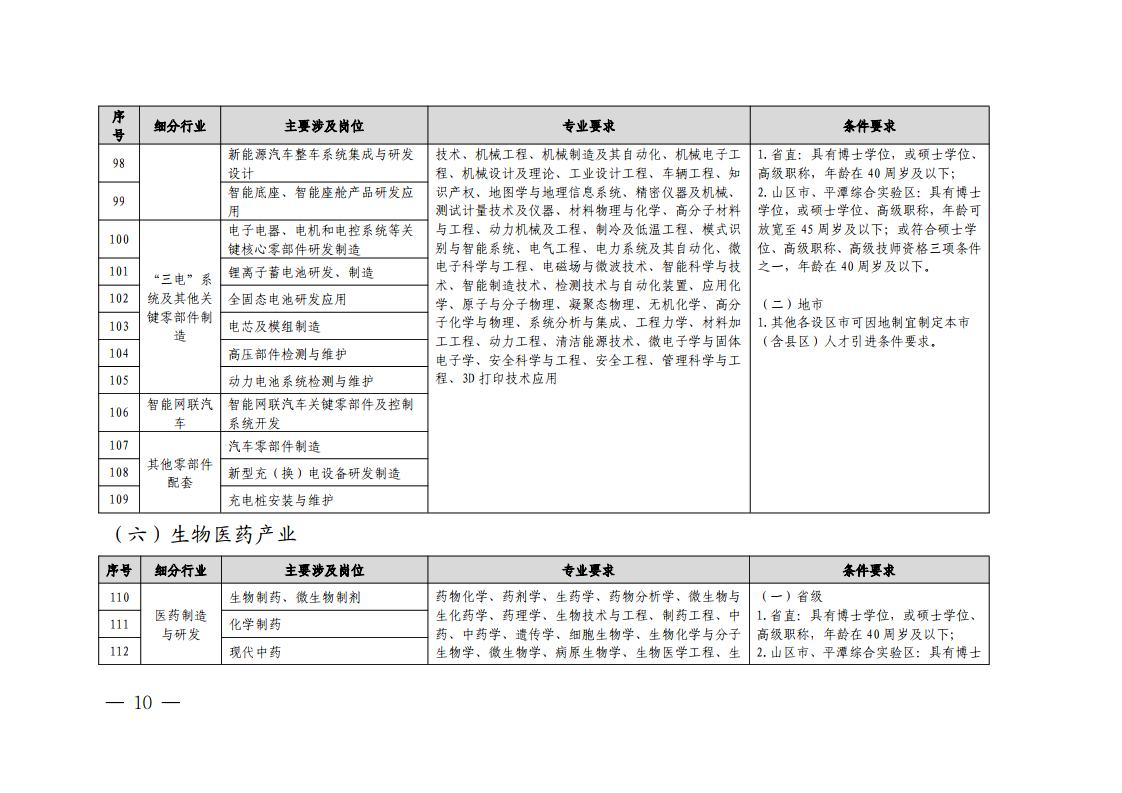 序号
细分行业
主要涉及岗位
专业要求
条件要求
98
新能源汽车整车系统集成与研发
设计
99
智能底座、智能座舱产品研发应
用
100
电子电器、电机和电控系统等关
键核心零部件研发制造
“三电”系
统及其他关
键零部件制
造
101
锂离子蓄电池研发、制造
102
全固态电池研发应用
103
电芯及模组制造
104
高压部件检测与维护
105
动力电池系统检测与维护
106
智能网联汽
车
智能网联汽车关键零部件及控制
系统开发
107
汽车零部件制造
其他零部件
配套
108
新型充（换）电设备研发制造
109
充电桩安装与维护
技术、机械工程、机械制造及其自动化、机械电子工
程、机械设计及理论、工业设计工程、车辆工程、知
识产权、地图学与地理信息系统、精密仪器及机械、
测试计量技术及仪器、材料物理与化学、高分子材料
与工程、动力机械及工程、制冷及低温工程、模式识
别与智能系统、电气工程、电力系统及其自动化、微
电子科学与工程、电磁场与微波技术、智能科学与技
术、智能制造技术、检测技术与自动化装置、应用化
学、原子与分子物理、凝聚态物理、无机化学、高分
子化学与物理、系统分析与集成、工程力学、材料加
工工程、动力工程、清洁能源技术、微电子学与固体
电子学、安全科学与工程、安全工程、管理科学与工
程、3D 打印技术应用
1.省直：具有博士学位，或硕士学位、
高级职称，年龄在 40 周岁及以下；
2.山区市、平潭综合实验区：具有博士
学位，或硕士学位、高级职称，年龄可
放宽至 45 周岁及以下；或符合硕士学
位、高级职称、高级技师资格三项条件
之一，年龄在 40 周岁及以下。
（二）地市
1.其他各设区市可因地制宜制定本市
（含县区）人才引进条件要求。
（六）生物医药产业
序号
细分行业
主要涉及岗位
专业要求
条件要求
110
生物制药、微生物制剂
医药制造
与研发
111
化学制药
112
现代中药
药物化学、药剂学、生药学、药物分析学、微生物与
生化药学、药理学、生物技术与工程、制药工程、中
药、中药学、遗传学、细胞生物学、生物化学与分子
生物学、微生物学、病原生物学、生物医学工程、生
（一）省级
1.省直：具有博士学位，或硕士学位、
高级职称，年龄在 40 周岁及以下；
2.山区市、平潭综合实验区：具有博士
— 10 —